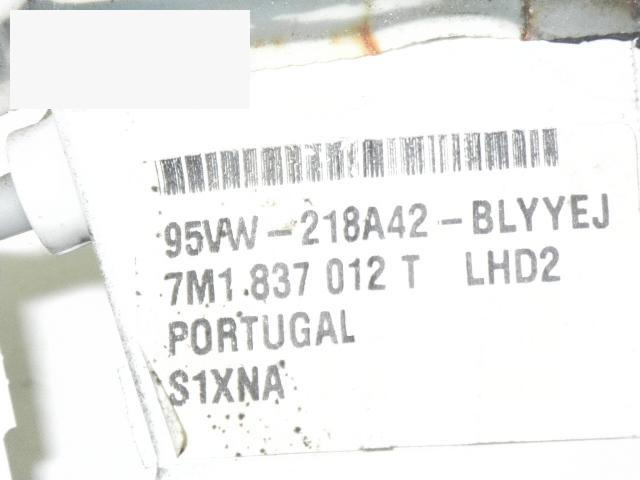 95VW-218A42-BLYYEJ
7M1.837 012 T LHD2
PORTUGAL
S1XNA